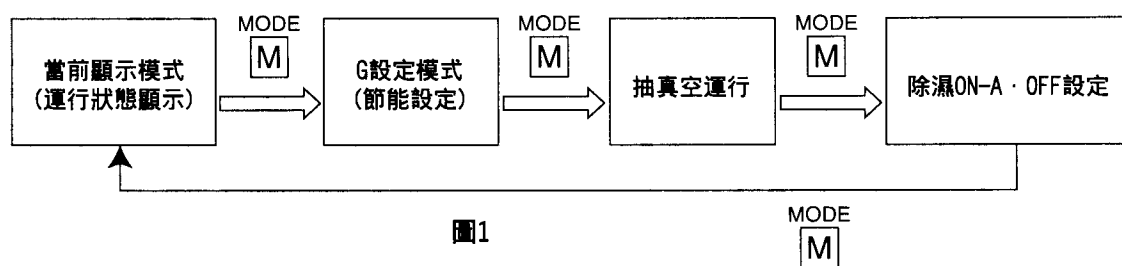 當前顯示模式
(運行狀態顯示)
MODE
M
G設定模式
(節能設定)
MODE
M
抽真空運行
MODE
M
除濕ON-A·OFF設定
圖1
MODE
M